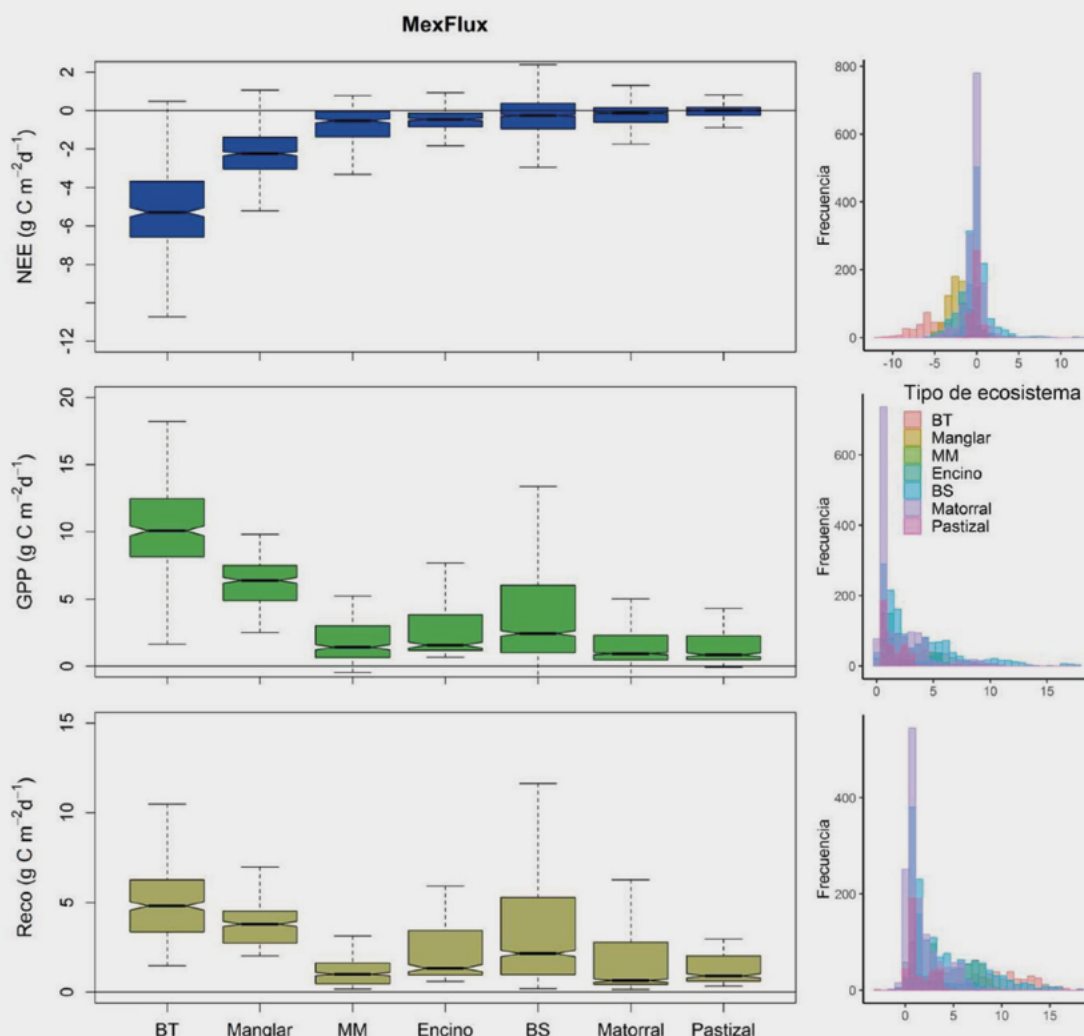 MexFlux
NEE (g C m⁻²d⁻¹)
2
0
-2
-4
-6
-8
-12
Frecuencia
800
600
400
200
0
-10 -5 0 5 10
GPP (g C m⁻²d⁻¹)
20
15
10
5
0
Frecuencia
600
400
200
0
Tipo de ecosistema
BT
Manglar
MM
Encino
BS
Matorral
Pastizal
0 5 10 15
Reco (g C m⁻²d⁻¹)
15
10
5
0
BT Manglar MM Encino BS Matorral Pastizal
Frecuencia
400
200
0
0 5 10 15